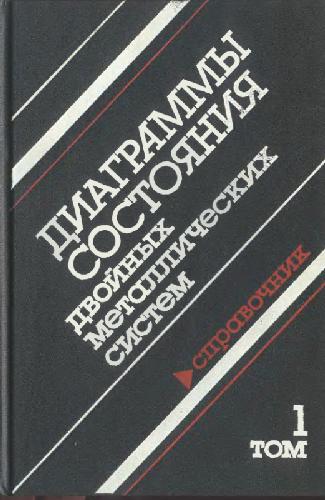 ДИАГРАММЫ
СОСТОЯНИЯ
ДВОЙНЫХ
МЕТАЛЛИЧЕСКИХ
СИСТЕМ
СПРАВОЧНИК
1
ТОМ